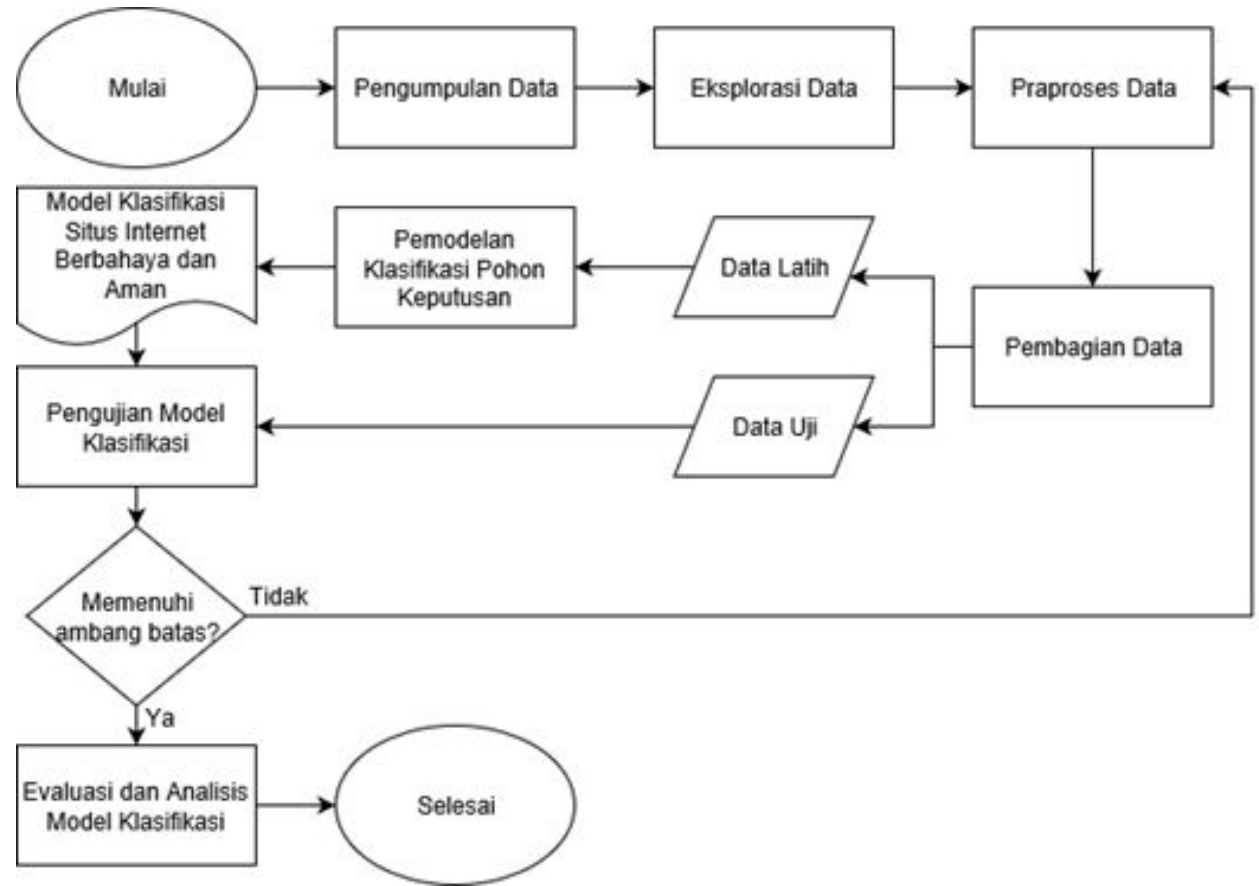 Mulai
Pengumpulan Data
Eksplorasi Data
Praproses Data
Model Klasifikasi
Situs Internet
Berbahaya dan
Aman
Pemodelan
Klasifikasi Pohon
Keputusan
Data Latih
Pembagian Data
Pengujian Model
Klasifikasi
Data Uji
Memenuhi
ambang batas?
Tidak
Ya
Evaluasi dan Analisis
Model Klasifikasi
Selesai